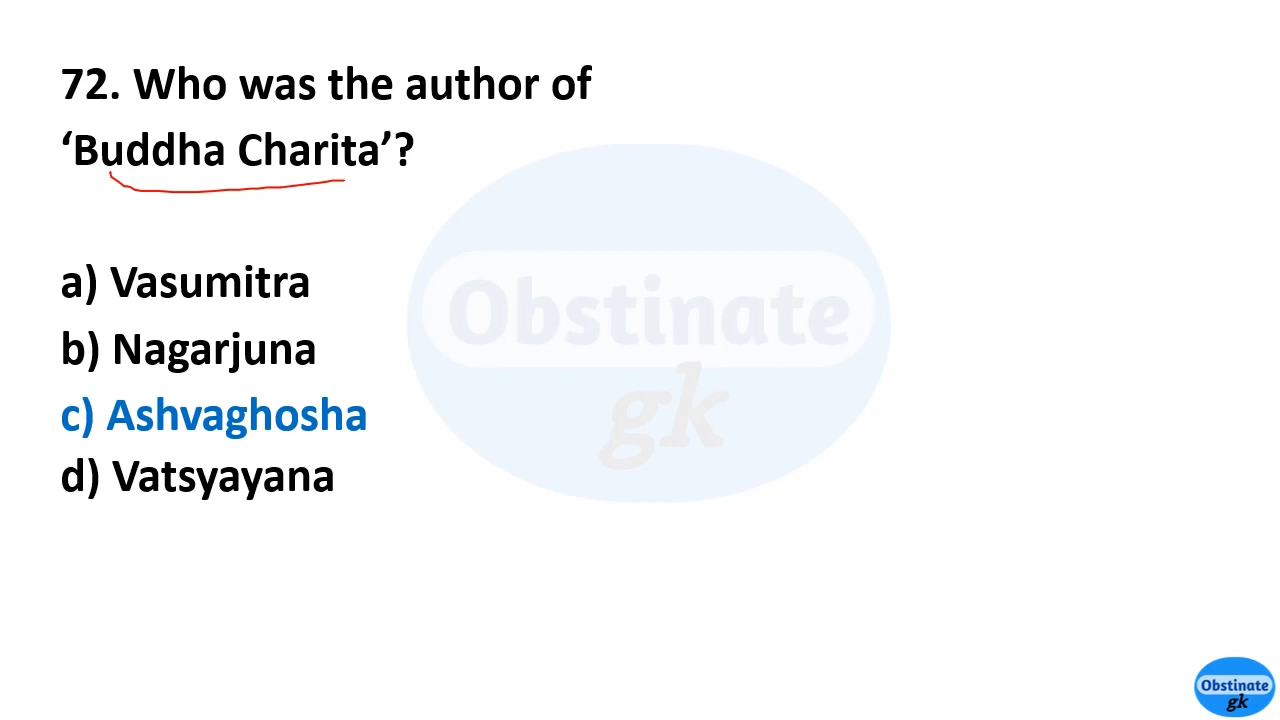 72. Who was the author of
‘Buddha Charita’?
a) Vasumitra
b) Nagarjuna
c) Ashvaghosha
d) Vatsyayana
Obstinate
gk
Obstinate
gk